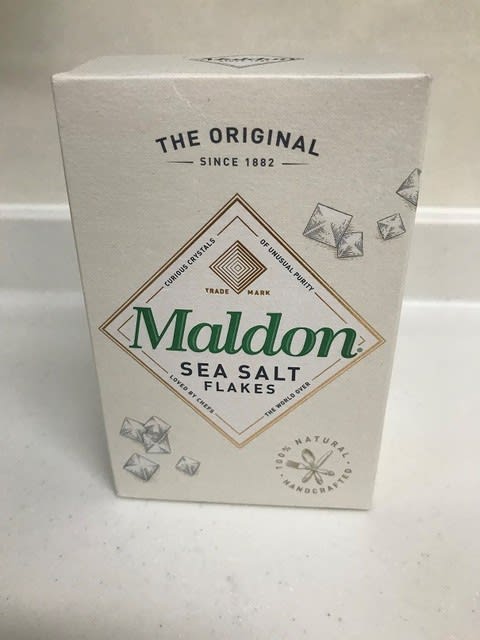 THE ORIGINAL
SINCE 1882
CURIOUS CRYSTALS
OF UNUSUAL PURITY
TRADE MARK
Maldon
SEA SALT
FLAKES
LOVED BY CHEFS
THE WORLD OVER
100% NATURAL
HANDCRAFTED